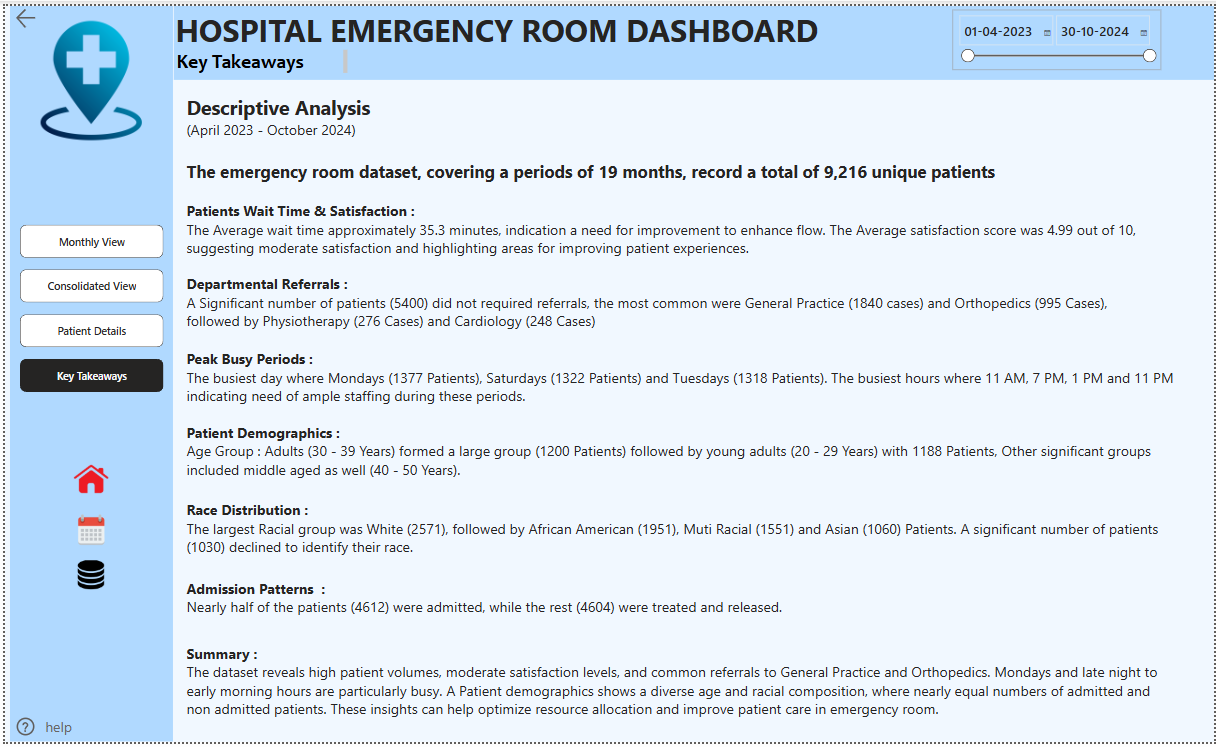 HOSPITAL EMERGENCY ROOM DASHBOARD
Key Takeaways
01-04-2023 30-10-2024
Descriptive Analysis
(April 2023 - October 2024)
The emergency room dataset, covering a periods of 19 months, record a total of 9,216 unique patients
Patients Wait Time & Satisfaction :
The Average wait time approximately 35.3 minutes, indication a need for improvement to enhance flow. The Average satisfaction score was 4.99 out of 10,
suggesting moderate satisfaction and highlighting areas for improving patient experiences.
Departmental Referrals :
A Significant number of patients (5400) did not required referrals, the most common were General Practice (1840 cases) and Orthopedics (995 Cases),
followed by Physiotherapy (276 Cases) and Cardiology (248 Cases)
Peak Busy Periods :
The busiest day where Mondays (1377 Patients), Saturdays (1322 Patients) and Tuesdays (1318 Patients). The busiest hours where 11 AM, 7 PM, 1 PM and 11 PM
indicating need of ample staffing during these periods.
Patient Demographics :
Age Group : Adults (30 - 39 Years) formed a large group (1200 Patients) followed by young adults (20 - 29 Years) with 1188 Patients, Other significant groups
included middle aged as well (40 - 50 Years).
Race Distribution :
The largest Racial group was White (2571), followed by African American (1951), Muti Racial (1551) and Asian (1060) Patients. A significant number of patients
(1030) declined to identify their race.
Admission Patterns :
Nearly half of the patients (4612) were admitted, while the rest (4604) were treated and released.
Summary :
The dataset reveals high patient volumes, moderate satisfaction levels, and common referrals to General Practice and Orthopedics. Mondays and late night to
early morning hours are particularly busy. A Patient demographics shows a diverse age and racial composition, where nearly equal numbers of admitted and
non admitted patients. These insights can help optimize resource allocation and improve patient care in emergency room.
Monthly View
Consolidated View
Patient Details
Key Takeaways
? help